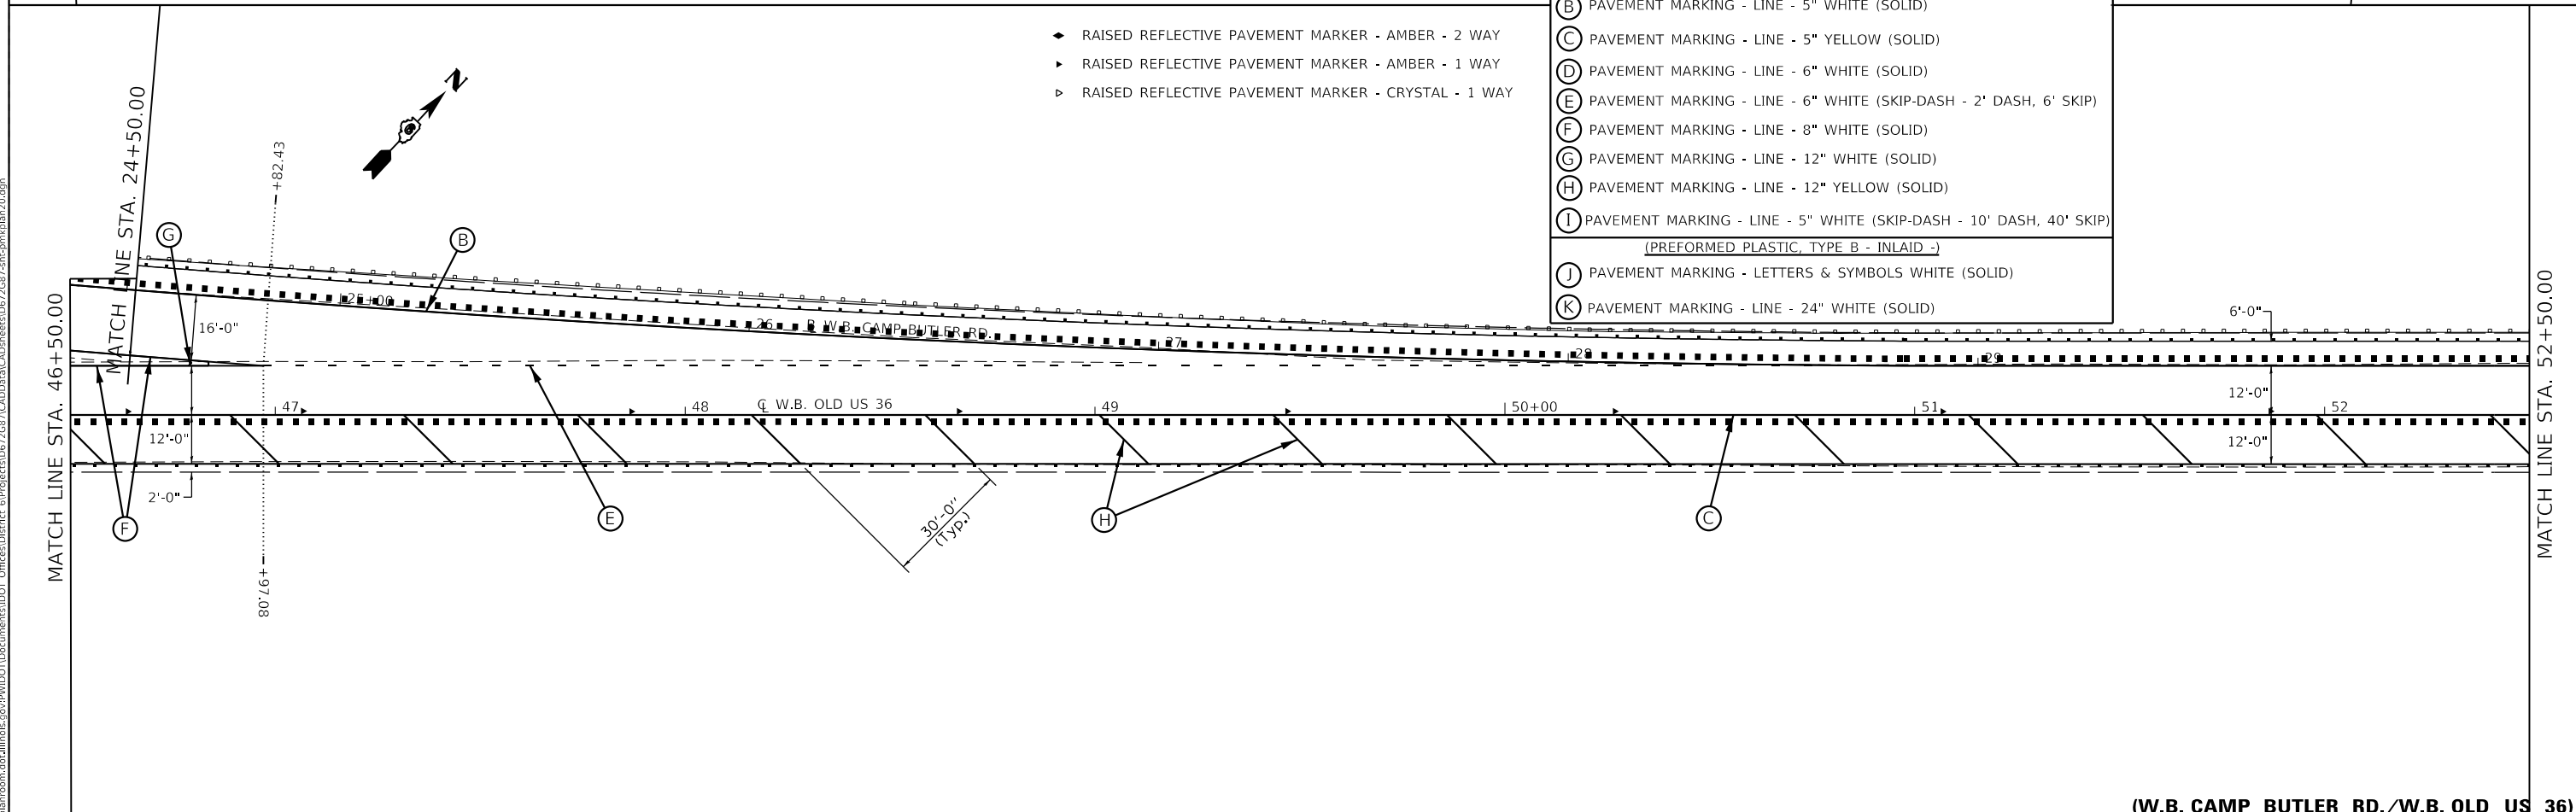 B PAVEMENT MARKING - LINE - 5" WHITE (SOLID)
RAISED REFLECTIVE PAVEMENT MARKER - AMBER - 2 WAY
C PAVEMENT MARKING - LINE - 5" YELLOW (SOLID)
RAISED REFLECTIVE PAVEMENT MARKER - AMBER - 1 WAY
D PAVEMENT MARKING - LINE - 6" WHITE (SOLID)
RAISED REFLECTIVE PAVEMENT MARKER - CRYSTAL - 1 WAY
E PAVEMENT MARKING - LINE - 6" WHITE (SKIP-DASH - 2' DASH, 6' SKIP)
F PAVEMENT MARKING - LINE - 8" WHITE (SOLID)
G PAVEMENT MARKING - LINE - 12" WHITE (SOLID)
H PAVEMENT MARKING - LINE - 12" YELLOW (SOLID)
I PAVEMENT MARKING - LINE - 5" WHITE (SKIP-DASH - 10' DASH, 40' SKIP)
(PREFORMED PLASTIC, TYPE B - INLAID -)
J PAVEMENT MARKING - LETTERS & SYMBOLS WHITE (SOLID)
K PAVEMENT MARKING - LINE - 24" WHITE (SOLID)
N
MATCH LINE STA. 24+50.00
+82.43
G
B
MATCH LINE STA. 46+50.00
25+00
26
W.B. CAMP BUTLER RD.
27
28
29
16'-0"
6'-0"
MATCH LINE STA. 52+50.00
47
48
℄ W.B. OLD US 36
49
50+00
51
52
12'-0"
12'-0"
12'-0"
2'-0"
F
+97.08
E
30'-0"
(TYP.)
H
C
(W.B. CAMP BUTLER RD./W.B. OLD US 36)